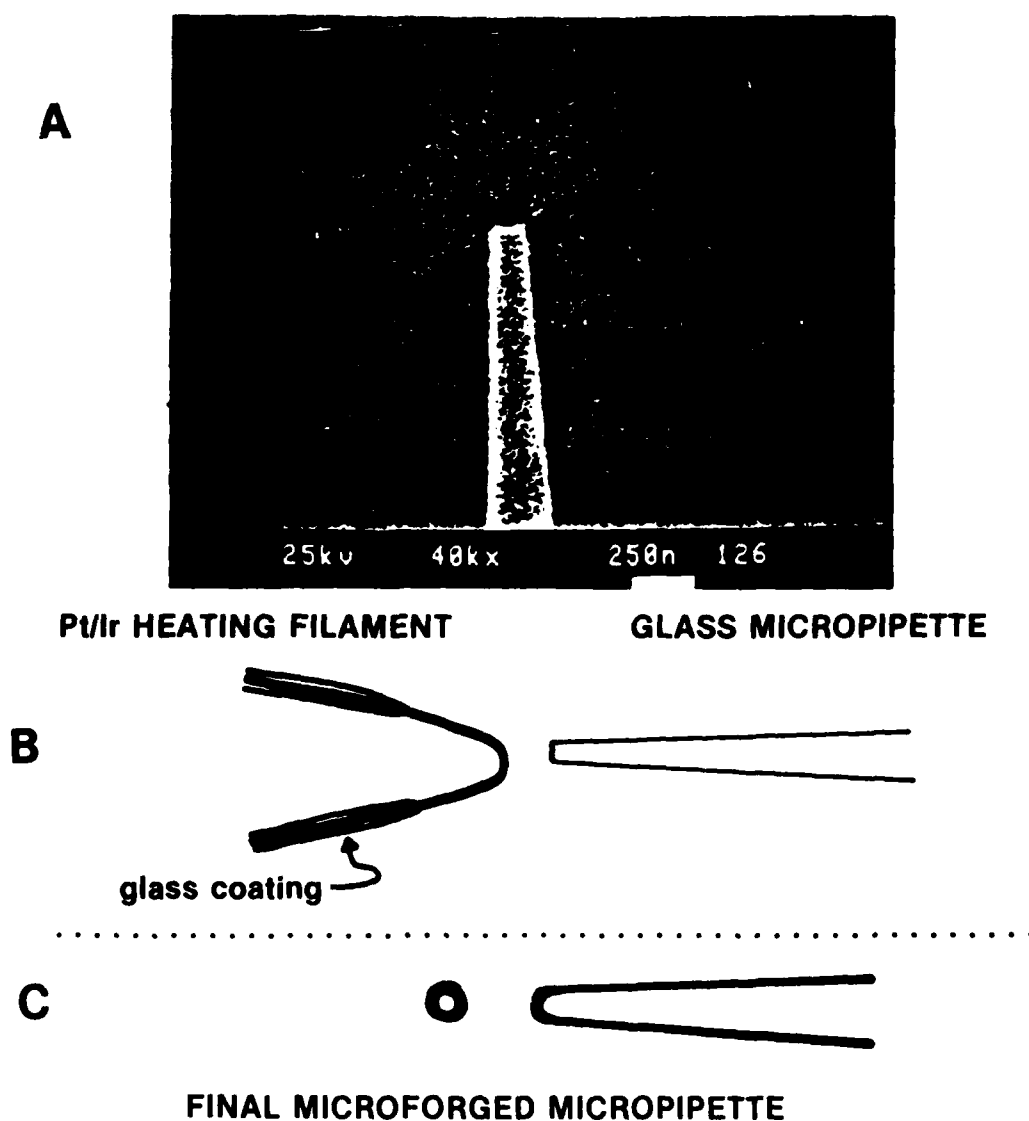 A
25kv 40kx 250n 126
Pt/Ir HEATING FILAMENT GLASS MICROPIPETTE
B
glass coating
C
FINAL MICROFORGED MICROPIPETTE